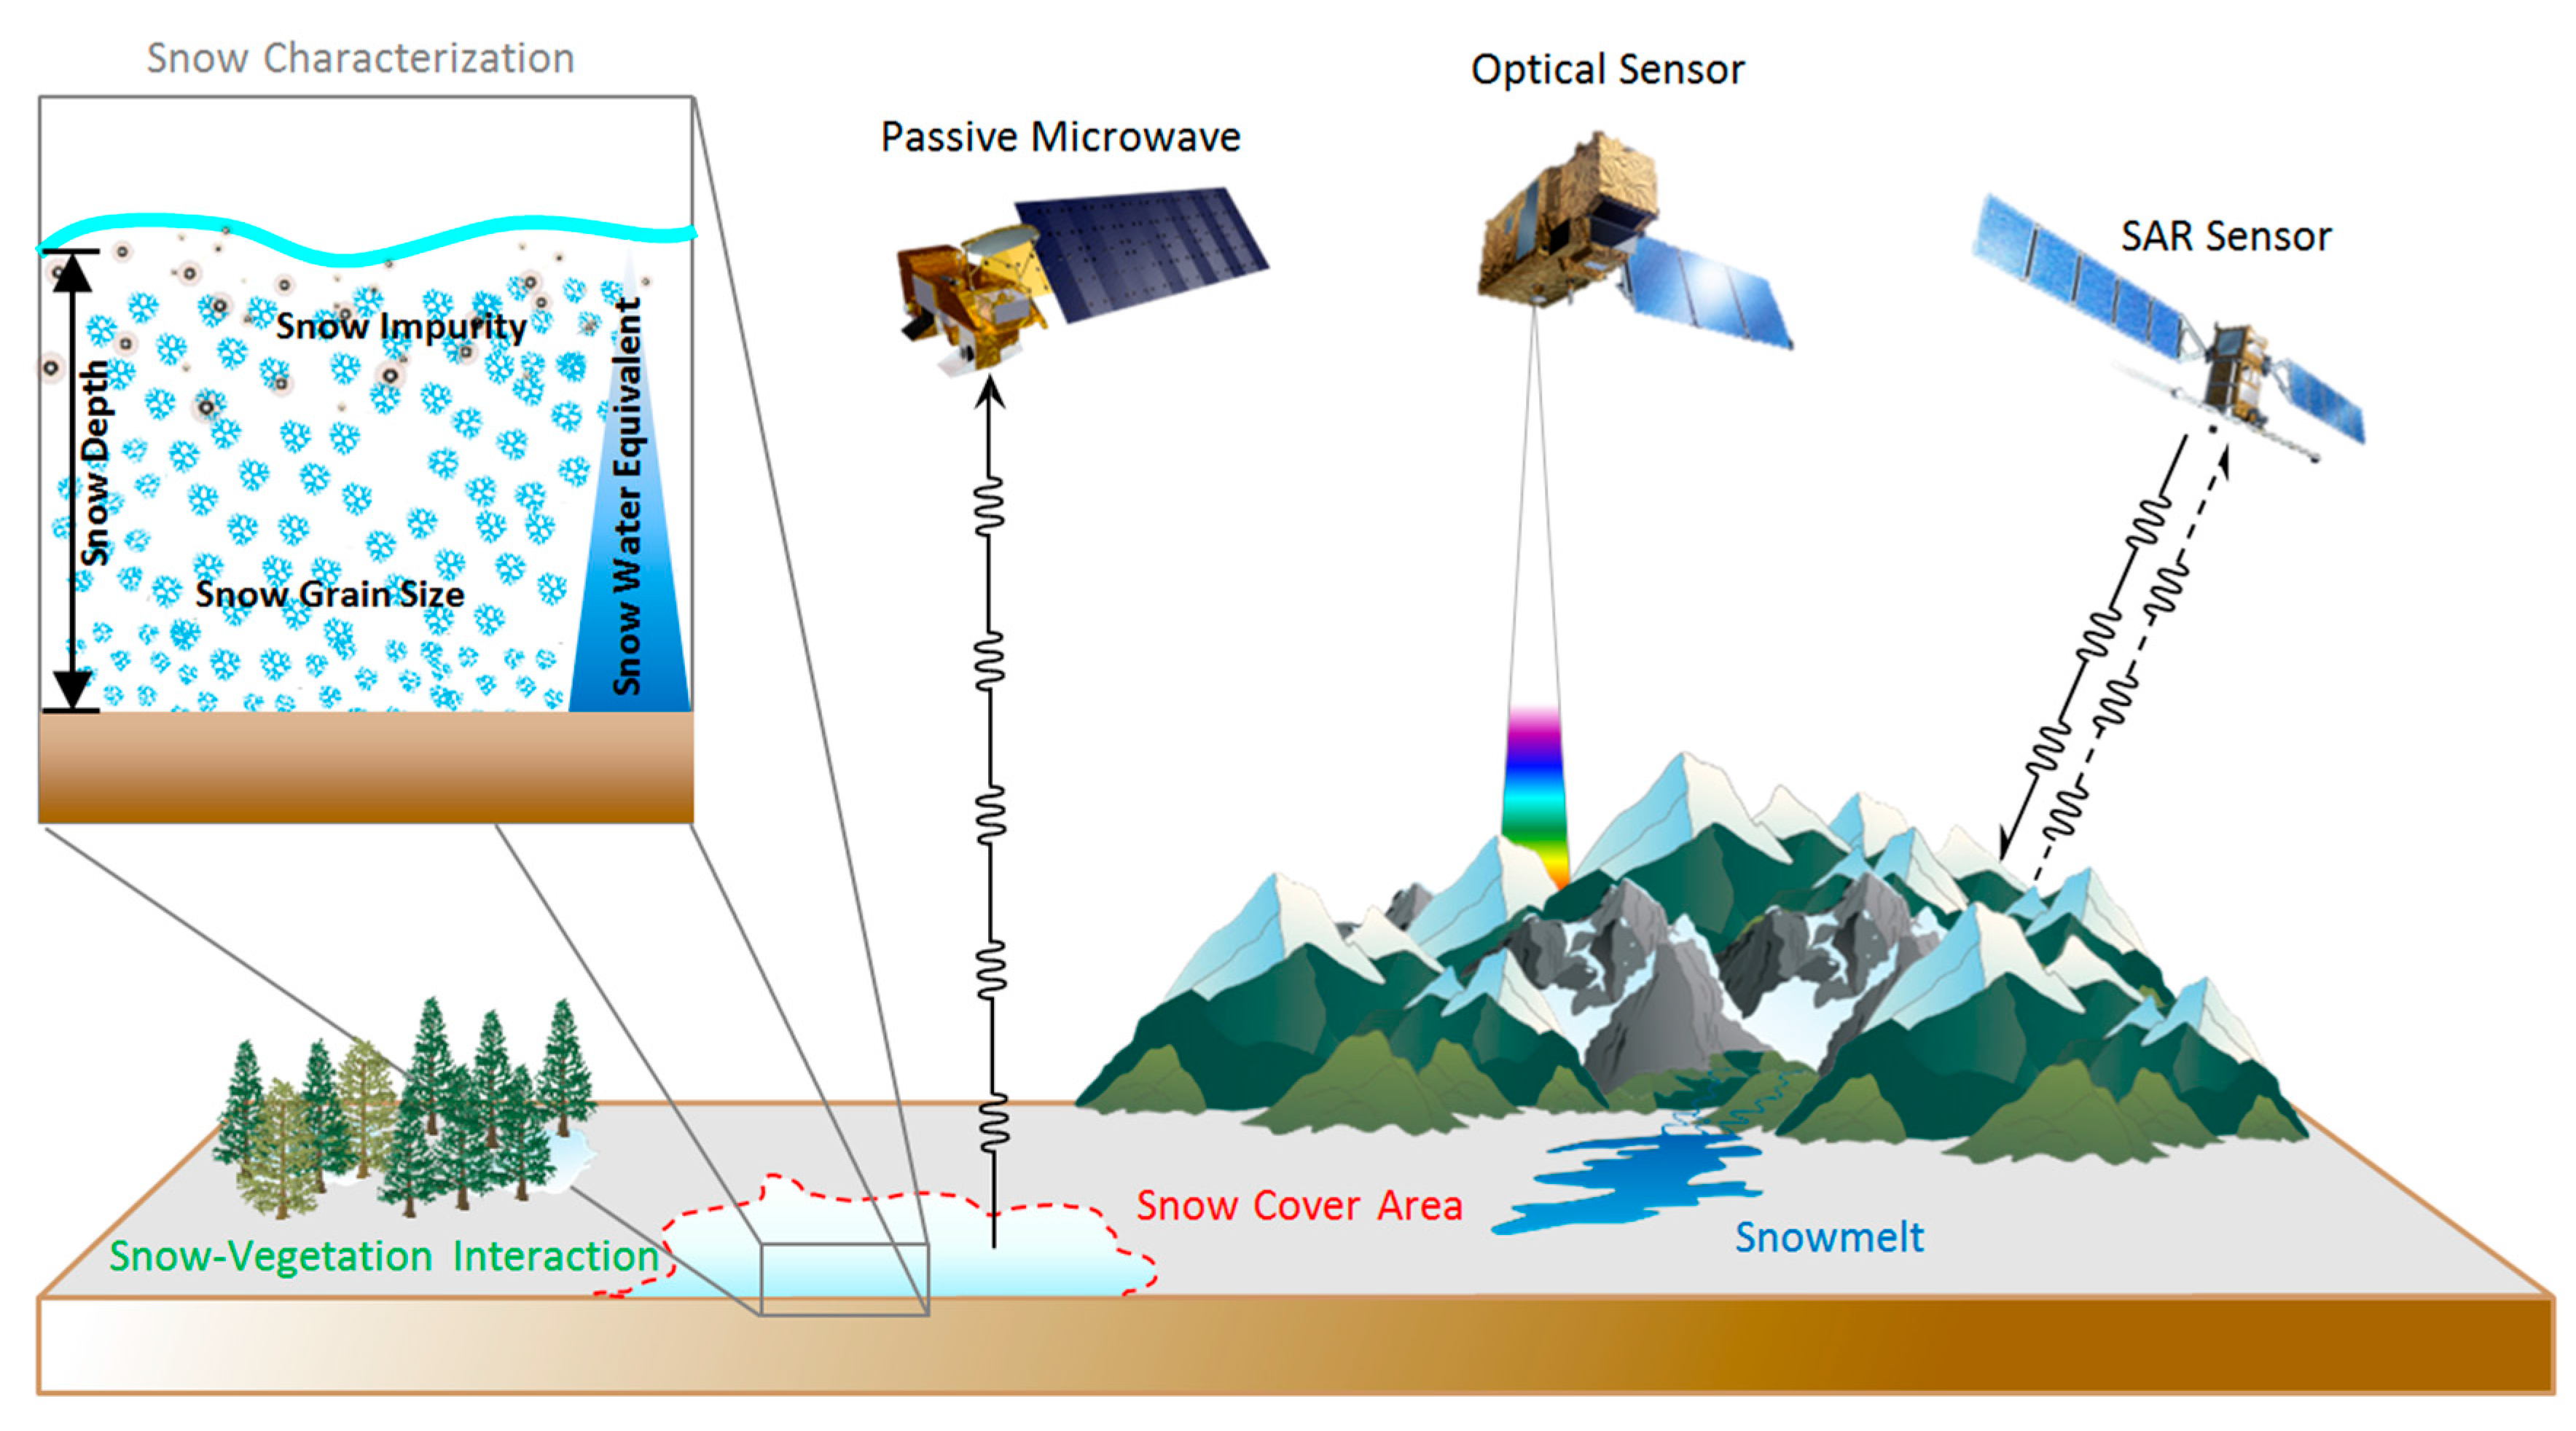 Snow Characterization
Optical Sensor
Passive Microwave
SAR Sensor
Snow Impurity
Snow Depth
Snow Water Equivalent
Snow Grain Size
Snow Cover Area
Snowmelt
Snow-Vegetation Interaction